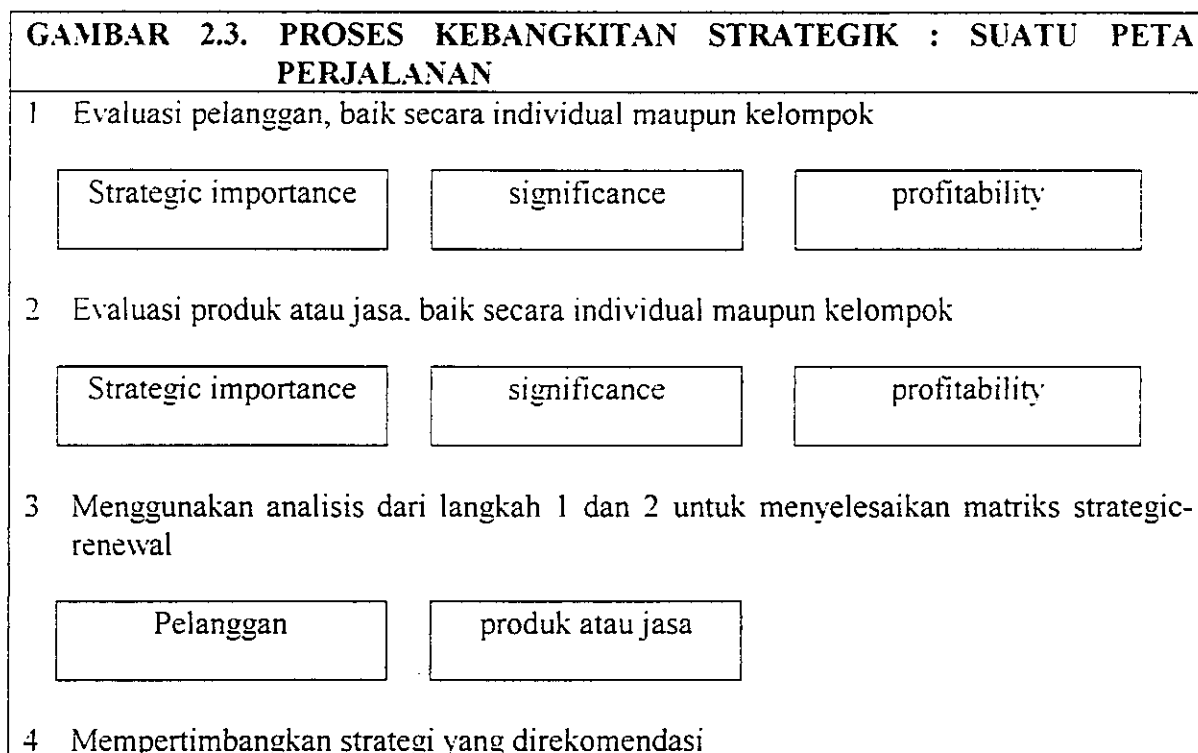 GAMBAR 2.3. PROSES KEBANGKITAN STRATEGIK : SUATU PETA
PERJALANAN
1 Evaluasi pelanggan, baik secara individual maupun kelompok
Strategic importance significance profitability
2 Evaluasi produk atau jasa. baik secara individual maupun kelompok
Strategic importance significance profitability
3 Menggunakan analisis dari langkah 1 dan 2 untuk menyelesaikan matriks strategic-
renewal
Pelanggan produk atau jasa
4 Mempertimbangkan strategi yang direkomendasi